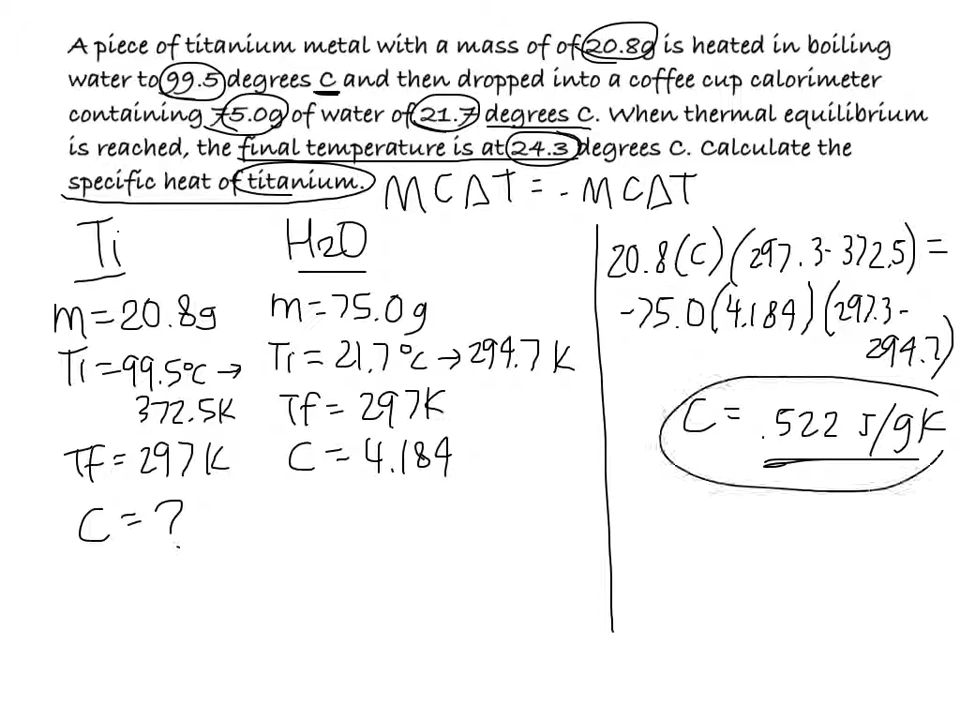 A piece of titanium metal with a mass of of 20.8g is heated in boiling
water to 99.5 degrees C and then dropped into a coffee cup calorimeter
containing 75.0g of water of 21.7 degrees C. When thermal equilibrium
is reached, the final temperature is at 24.3 degrees C. Calculate the
specific heat of titanium.
MCΔT = - MCΔT
Ti
m=20.8g
Ti=99.5°C →
372.5K
TF=297K
C=?
H2O
m=75.0g
Ti=21.7°C → 294.7 K
Tf=297K
C=4.184
20.8(C)(297.3-372.5)=
-75.0(4.184)(297.3-
294.7)
C= .522 J/gK